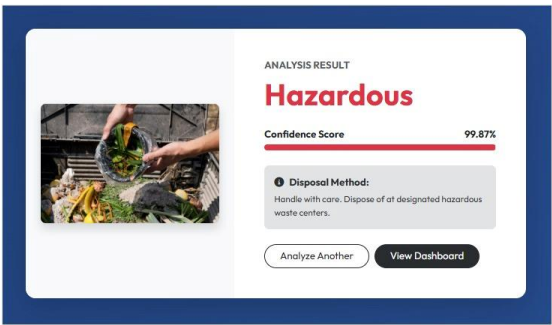 ANALYSIS RESULT
Hazardous
Confidence Score 99.87%
Disposal Method:
Handle with care. Dispose of at designated hazardous
waste centers.
Analyze Another View Dashboard